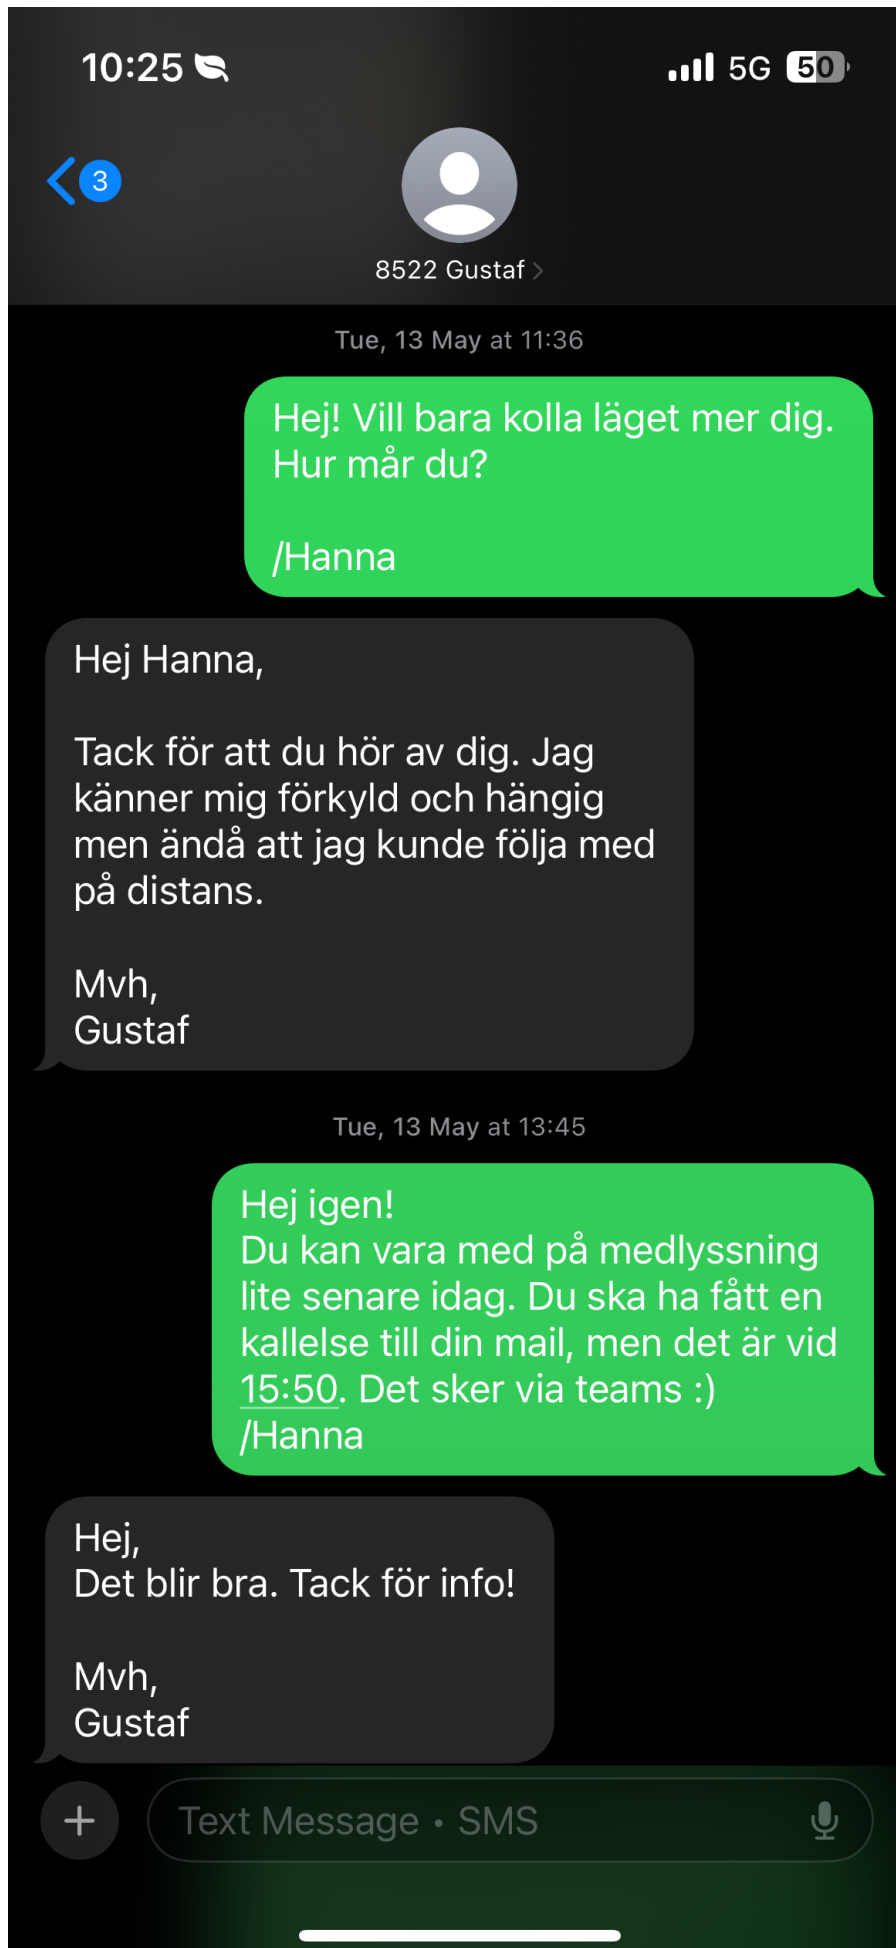 10:25
5G
50
3
8522 Gustaf
Tue, 13 May at 11:36
Hej! Vill bara kolla läget mer dig.
Hur mår du?
/Hanna
Hej Hanna,
Tack för att du hör av dig. Jag
känner mig förkyld och hängig
men ändå att jag kunde följa med
på distans.
Mvh,
Gustaf
Tue, 13 May at 13:45
Hej igen!
Du kan vara med på medlyssning
lite senare idag. Du ska ha fått en
kallelse till din mail, men det är vid
15:50. Det sker via teams :)
/Hanna
Hej,
Det blir bra. Tack för info!
Mvh,
Gustaf
Text Message • SMS